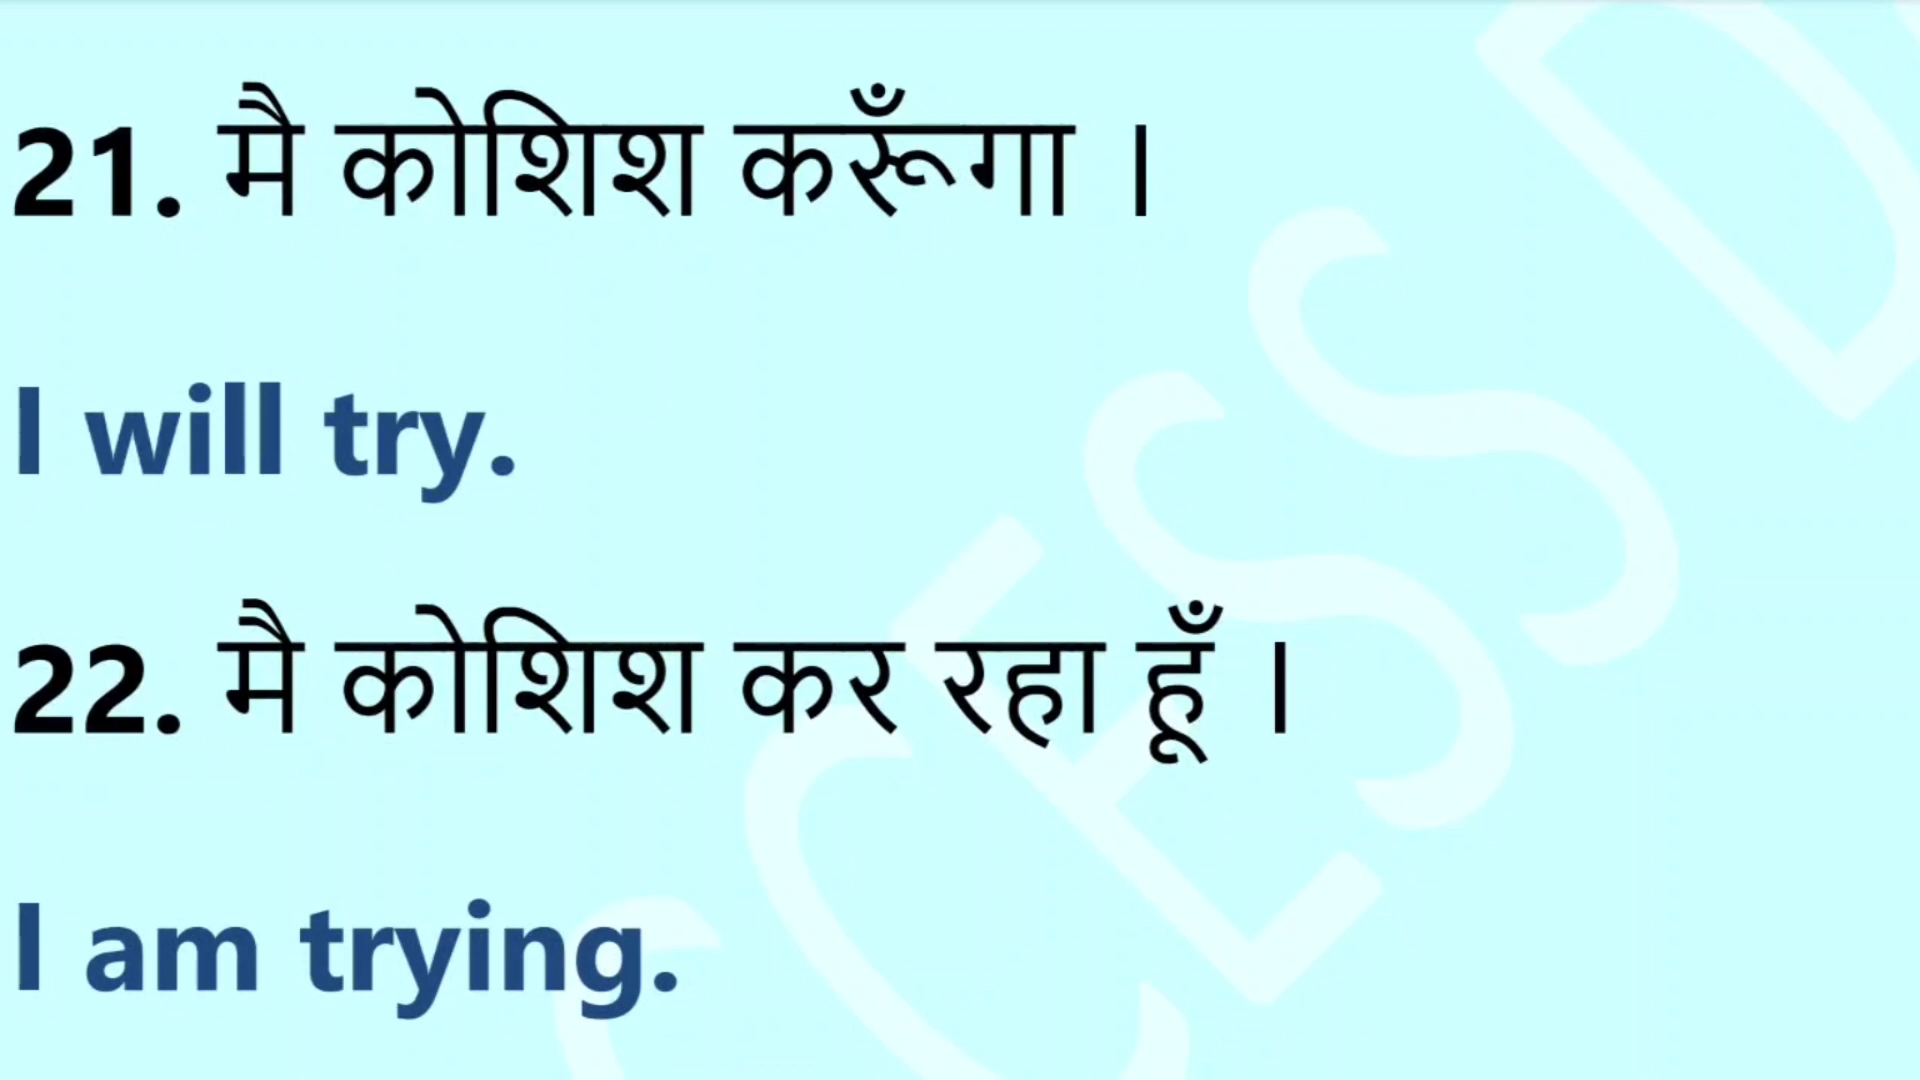 21. मै कोशिश करूँगा ।
I will try.
22. मै कोशिश कर रहा हूँ ।
I am trying.